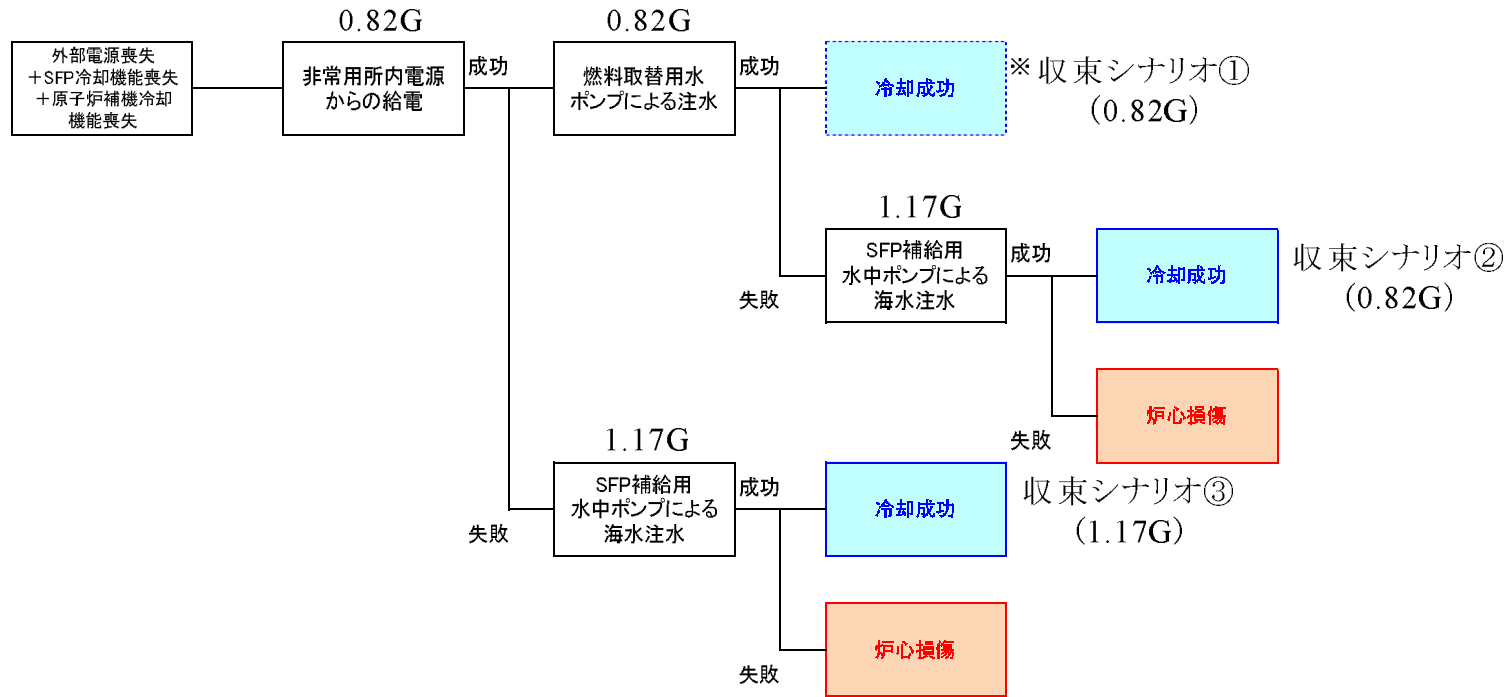 0.82G
0.82G
外部電源喪失
+SFP冷却機能喪失
+原子炉補機冷却
機能喪失
非常用所内電源
からの給電
成功
燃料取替用水
ポンプによる注水
成功
冷却成功
※収束シナリオ①
(0.82G)
1.17G
SFP補給用
水中ポンプによる
海水注水
成功
失敗
冷却成功
収束シナリオ②
(0.82G)
炉心損傷
失敗
1.17G
SFP補給用
水中ポンプによる
海水注水
成功
失敗
冷却成功
収束シナリオ③
(1.17G)
炉心損傷
失敗